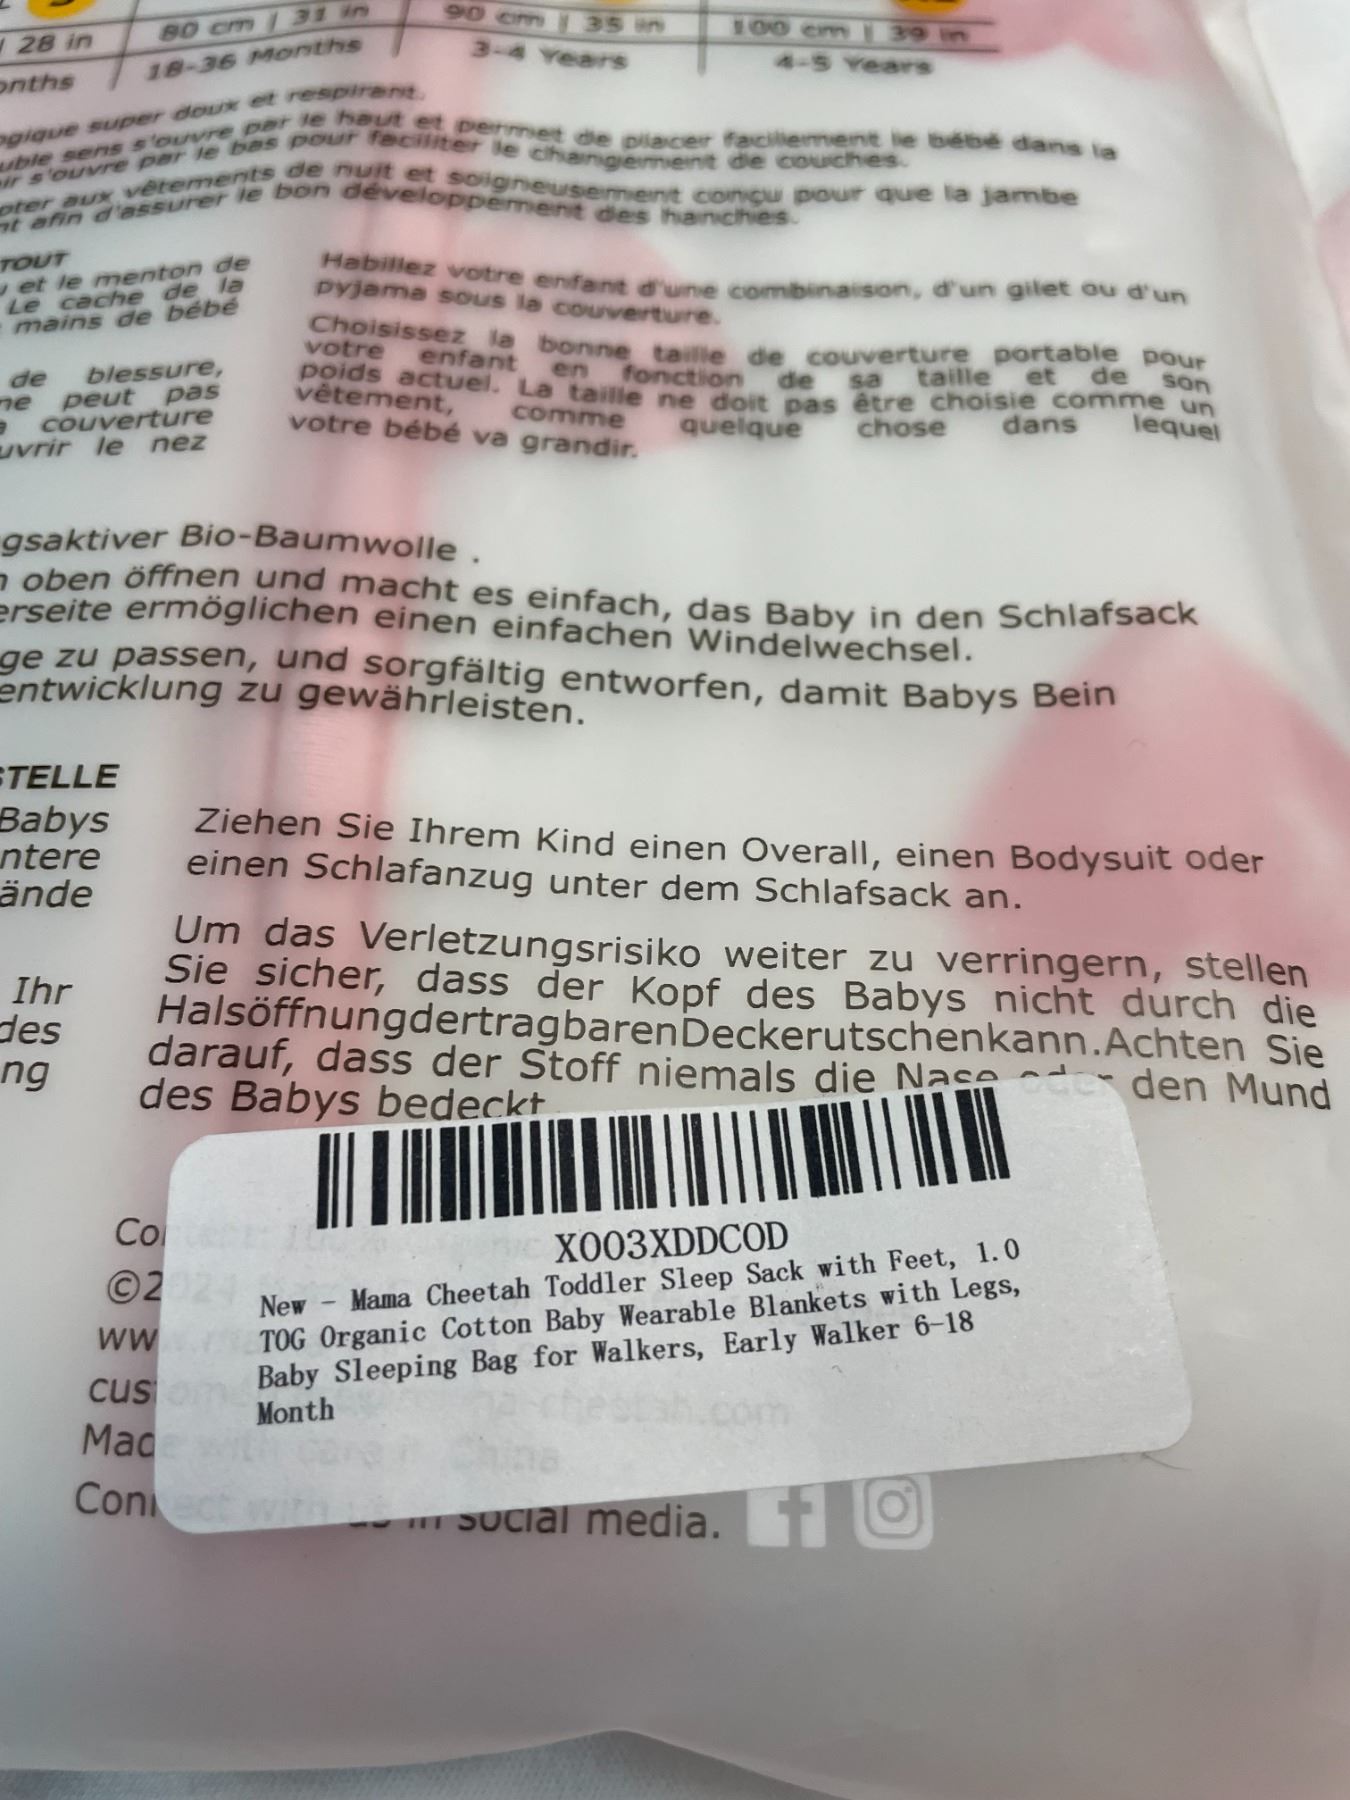 28 in
80 cm | 31 in
90 cm | 35 in
100 cm | 39 in
18-36 Months
3-4 Years
4-5 Years
super doux et respirant.
sens s'ouvre par le haut et permet de placer facilement le bébé dans la
s'ouvre par le bas pour faciliter le changement de couches.
aux vêtements de nuit et soigneusement conçu pour que la jambe
afin d'assurer le bon développement des hanches.
TOUT
et le menton de
Le cache de la
mains de bébé
de blessure,
peut pas
couverture
le nez
Habillez votre enfant d'une combinaison, d'un gilet ou d'un
pyjama sous la couverture.
Choisissez la bonne taille de couverture portable pour
votre enfant en fonction de sa taille et de son
poids actuel. La taille ne doit pas être choisie comme un
vêtement, comme quelque chose dans lequel
votre bébé va grandir.
gsaktiver Bio-Baumwolle .
oben öffnen und macht es einfach, das Baby in den Schlafsack
erseite ermöglichen einen einfachen Windelwechsel.
ge zu passen, und sorgfältig entworfen, damit Babys Bein
entwicklung zu gewährleisten.
STELLE
Babys
ntere
ände
Ihr
des
ng
Ziehen Sie Ihrem Kind einen Overall, einen Bodysuit oder
einen Schlafanzug unter dem Schlafsack an.
Um das Verletzungsrisiko weiter zu verringern, stellen
Sie sicher, dass der Kopf des Babys nicht durch die
HalsöffnungdertragbarenDeckerutschenkann.Achten Sie
darauf, dass der Stoff niemals die Nase oder den Mund
des Babys bedeckt
X003XDDCOD
New - Mama Cheetah Toddler Sleep Sack with Feet, 1.0
TOG Organic Cotton Baby Wearable Blankets with Legs,
Baby Sleeping Bag for Walkers, Early Walker 6-18
Month
Made with care in China
Connect with us in social media.